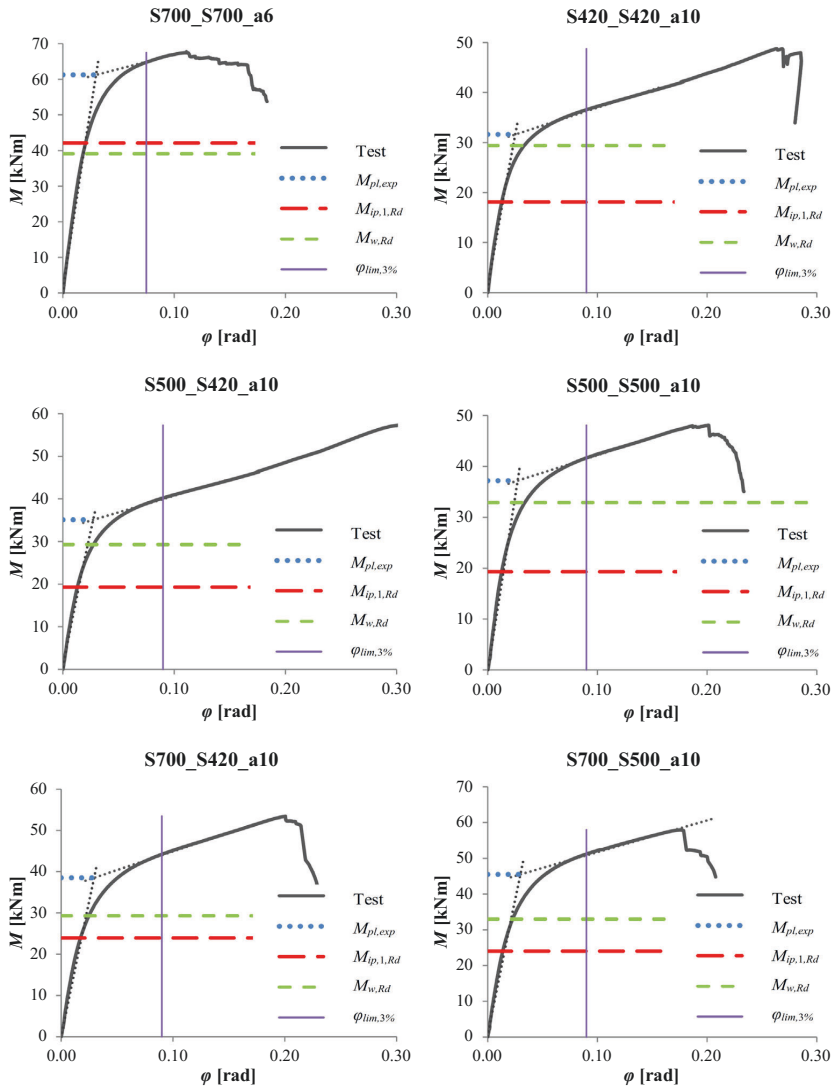 S700_S700_a6
70
60
50
40
30
20
10
0
M [kNm]
0.00 0.10 0.20 0.30
φ [rad]
Test
Mpl,exp
Mip,1,Rd
Mw,Rd
φlim,3%
S420_S420_a10
50
40
30
20
10
0
M [kNm]
0.00 0.10 0.20 0.30
φ [rad]
Test
Mpl,exp
Mip,1,Rd
Mw,Rd
φlim,3%
S500_S420_a10
60
50
40
30
20
10
0
M [kNm]
0.00 0.10 0.20 0.30
φ [rad]
Test
Mpl,exp
Mip,1,Rd
Mw,Rd
φlim,3%
S500_S500_a10
50
40
30
20
10
0
M [kNm]
0.00 0.10 0.20 0.30
φ [rad]
Test
Mpl,exp
Mip,1,Rd
Mw,Rd
φlim,3%
S700_S420_a10
60
50
40
30
20
10
0
M [kNm]
0.00 0.10 0.20 0.30
φ [rad]
Test
Mpl,exp
Mip,1,Rd
Mw,Rd
φlim,3%
S700_S500_a10
70
60
50
40
30
20
10
0
M [kNm]
0.00 0.10 0.20 0.30
φ [rad]
Test
Mpl,exp
Mip,1,Rd
Mw,Rd
φlim,3%